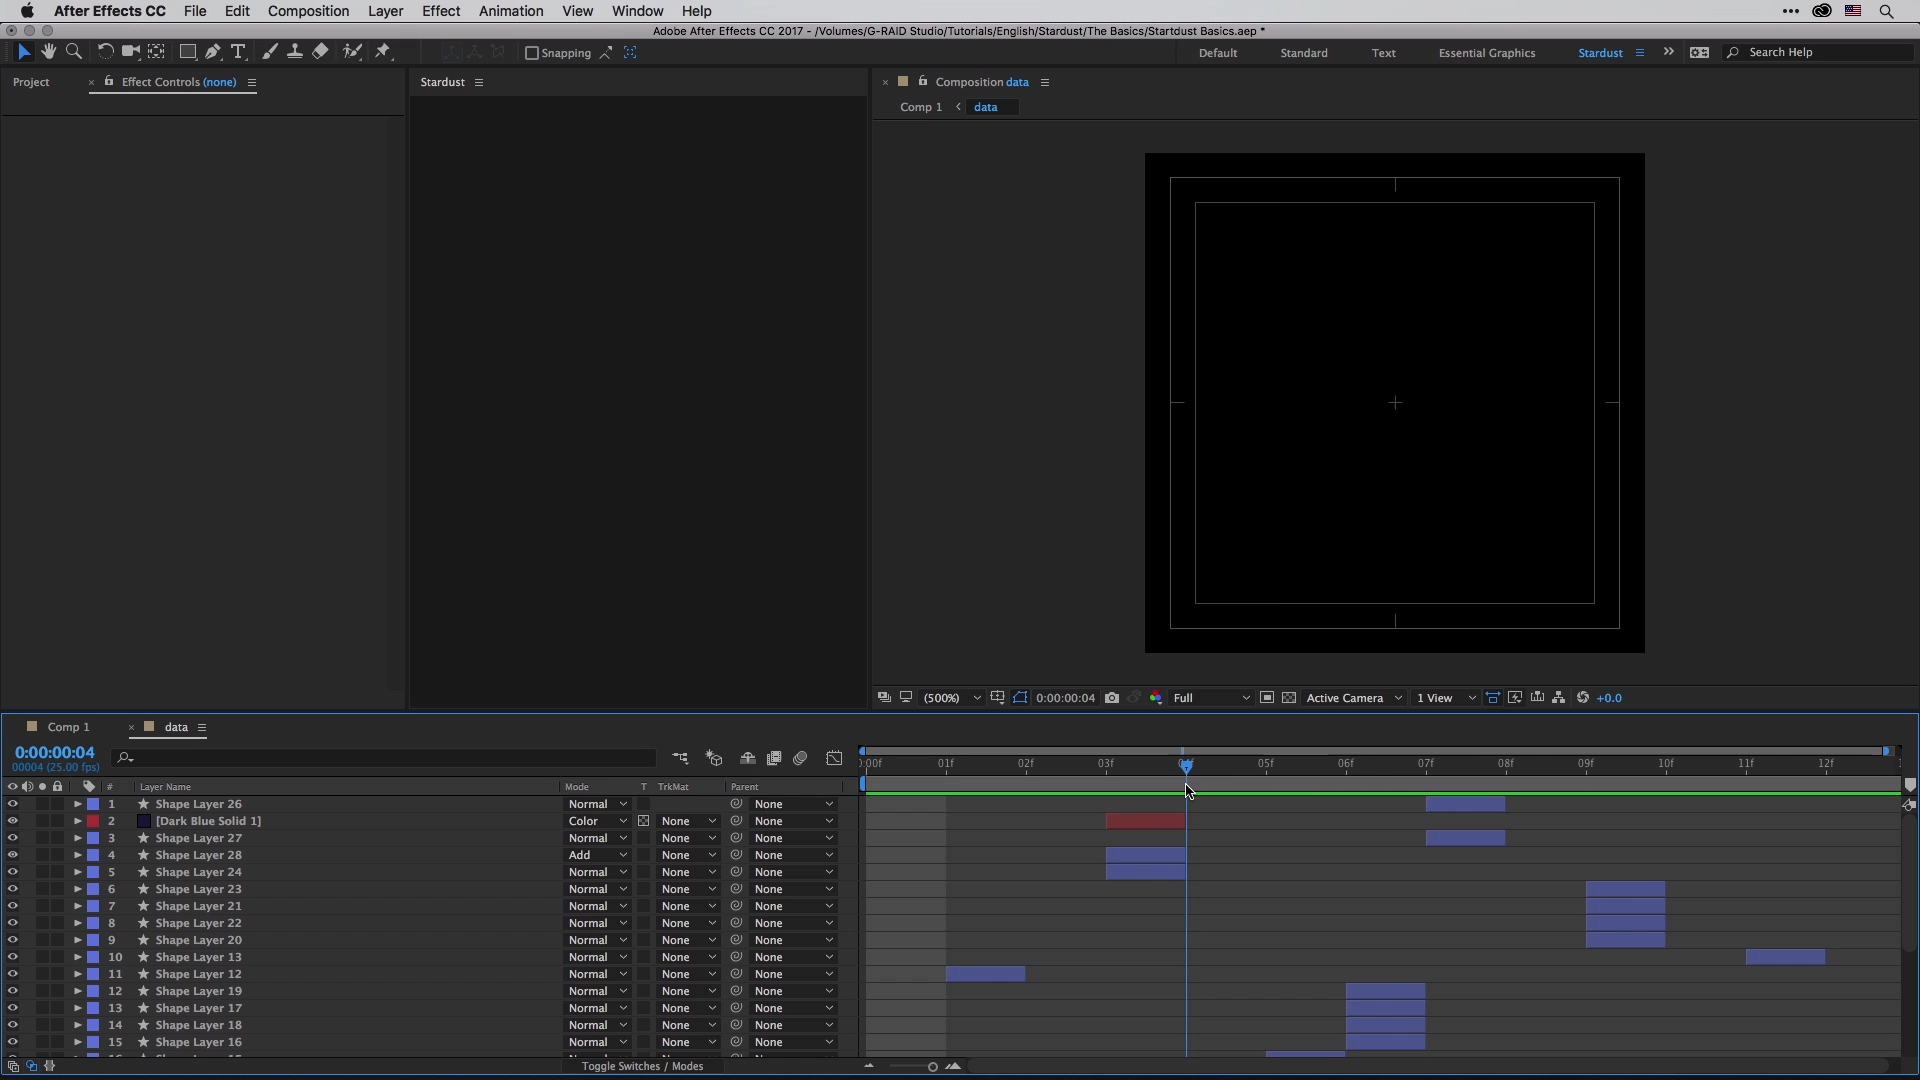 After Effects CC File Edit Composition Layer Effect Animation View Window Help
Adobe After Effects CC 2017 - /Volumes/G-RAID Studio/Tutorials/English/Stardust/The Basics/Startdust Basics.aep *
Snapping Default Standard Text Essential Graphics Stardust Search Help
Project Effect Controls (none) Stardust Composition data
Comp 1 data
(500%) 0:00:00:04 Full Active Camera 1 View +0.0
Comp 1 data
0:00:00:04
00004 (25.00 fps)
01f 02f 03f 05f 06f 07f 08f 09f 10f 11f 12f
# Layer Name Mode T TrkMat Parent
1 Shape Layer 26 Normal None
2 [Dark Blue Solid 1] Color None None
3 Shape Layer 27 Normal None None
4 Shape Layer 28 Add None None
5 Shape Layer 24 Normal None None
6 Shape Layer 23 Normal None None
7 Shape Layer 21 Normal None None
8 Shape Layer 22 Normal None None
9 Shape Layer 20 Normal None None
10 Shape Layer 13 Normal None None
11 Shape Layer 12 Normal None None
12 Shape Layer 19 Normal None None
13 Shape Layer 17 Normal None None
14 Shape Layer 18 Normal None None
15 Shape Layer 16 Normal None None
Toggle Switches / Modes